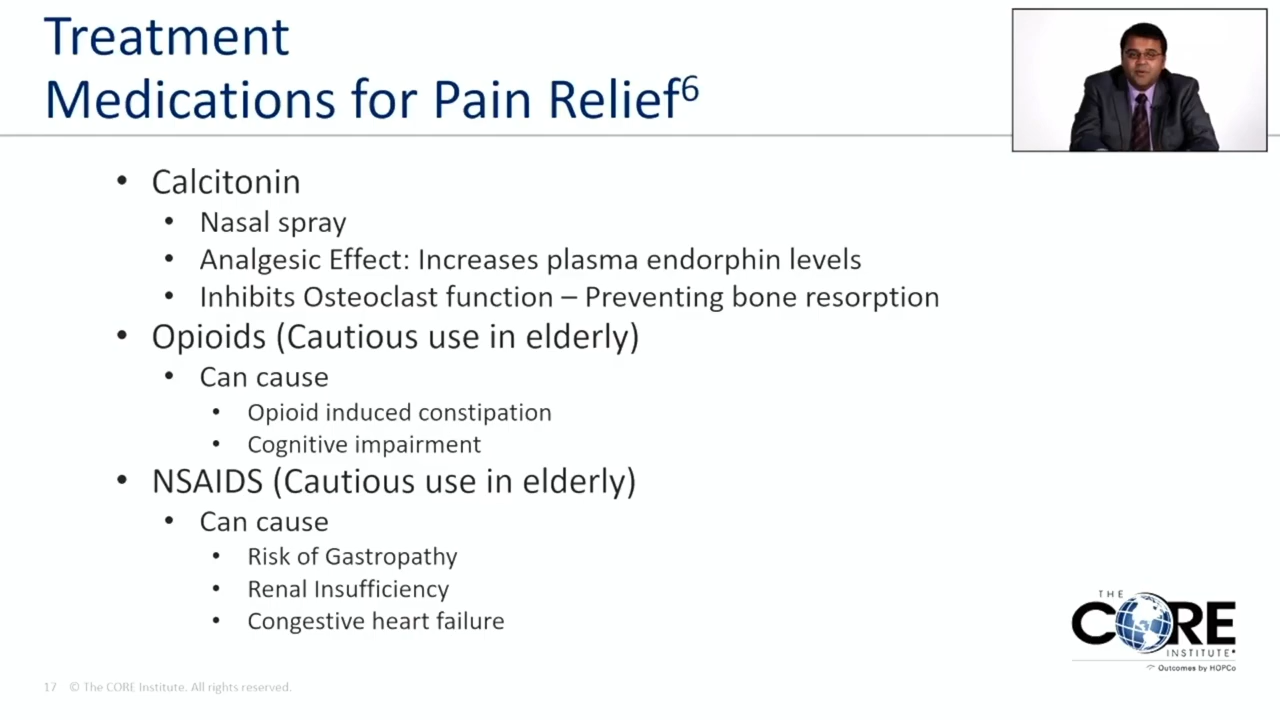 Treatment
Medications for Pain Relief⁶
• Calcitonin
• Nasal spray
• Analgesic Effect: Increases plasma endorphin levels
• Inhibits Osteoclast function – Preventing bone resorption
• Opioids (Cautious use in elderly)
• Can cause
• Opioid induced constipation
• Cognitive impairment
• NSAIDS (Cautious use in elderly)
• Can cause
• Risk of Gastropathy
• Renal Insufficiency
• Congestive heart failure
THE
CORE
INSTITUTE
Outcomes by HOPCo
17 © The CORE Institute. All rights reserved.